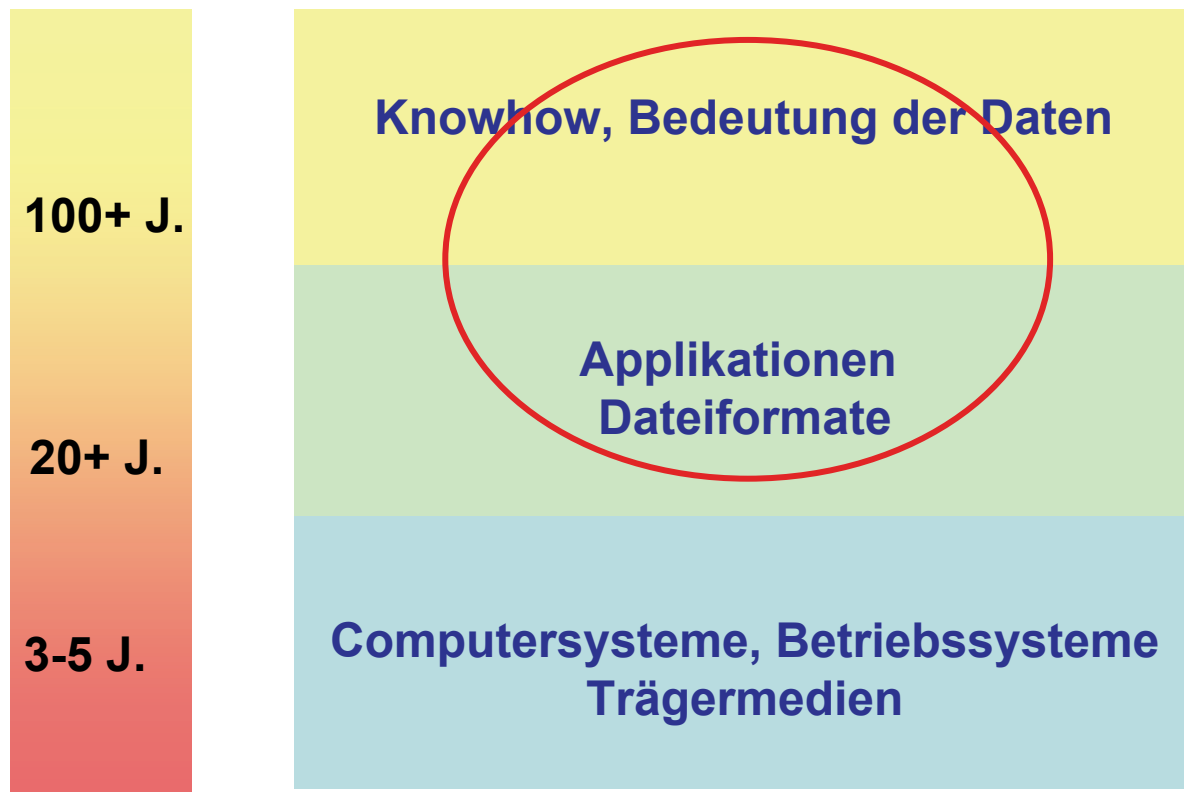 Knowhow, Bedeutung der Daten
100+ J.
Applikationen
Dateiformate
20+ J.
Computersysteme, Betriebssysteme
3-5 J.
Trägermedien